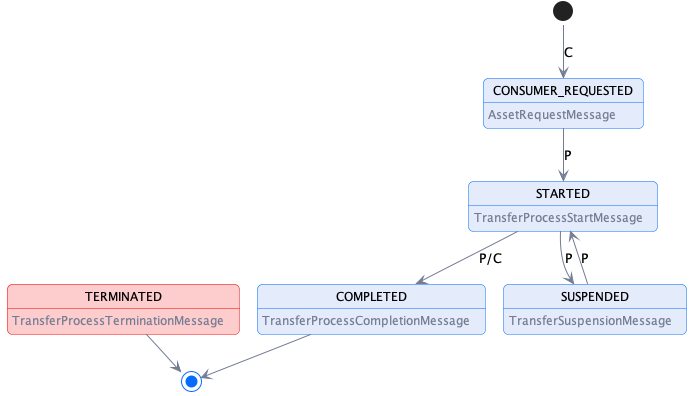 C
CONSUMER_REQUESTED
AssetRequestMessage
P
STARTED
TransferProcessStartMessage
P/C
P
P
TERMINATED
TransferProcessTerminationMessage
COMPLETED
TransferProcessCompletionMessage
SUSPENDED
TransferSuspensionMessage